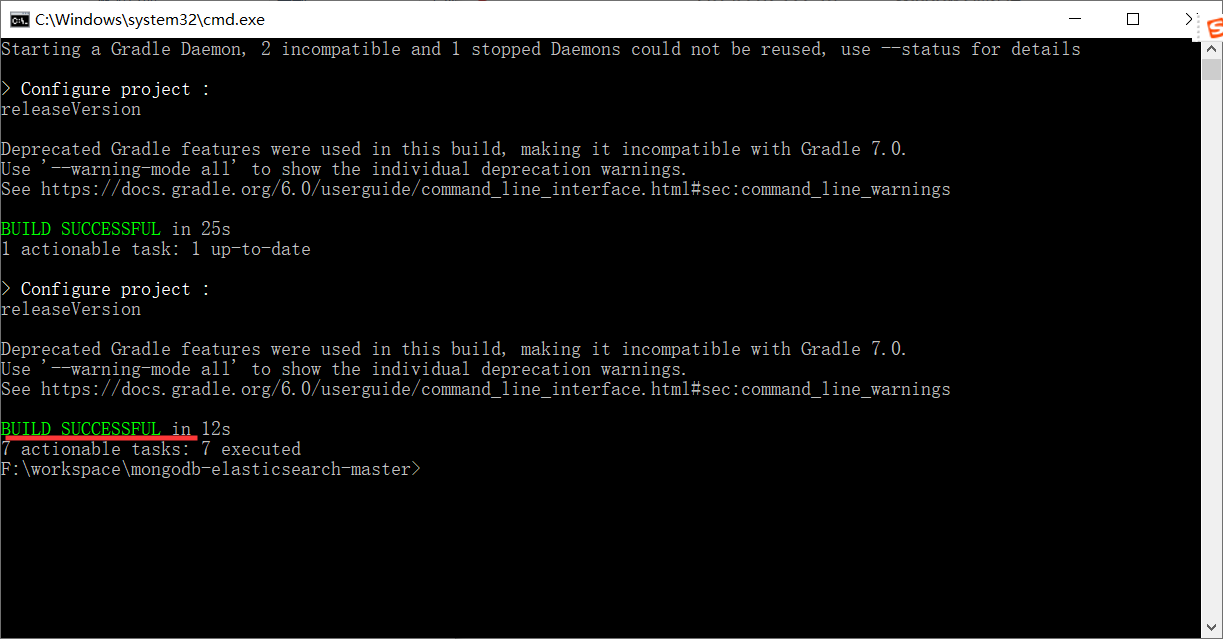 C:\Windows\system32\cmd.exe
Starting a Gradle Daemon, 2 incompatible and 1 stopped Daemons could not be reused, use --status for details
> Configure project :
releaseVersion
Deprecated Gradle features were used in this build, making it incompatible with Gradle 7.0.
Use '--warning-mode all' to show the individual deprecation warnings.
See https://docs.gradle.org/6.0/userguide/command_line_interface.html#sec:command_line_warnings
BUILD SUCCESSFUL in 25s
1 actionable task: 1 up-to-date
> Configure project :
releaseVersion
Deprecated Gradle features were used in this build, making it incompatible with Gradle 7.0.
Use '--warning-mode all' to show the individual deprecation warnings.
See https://docs.gradle.org/6.0/userguide/command_line_interface.html#sec:command_line_warnings
BUILD SUCCESSFUL in 12s
7 actionable tasks: 7 executed
F:\workspace\mongodb-elasticsearch-master>